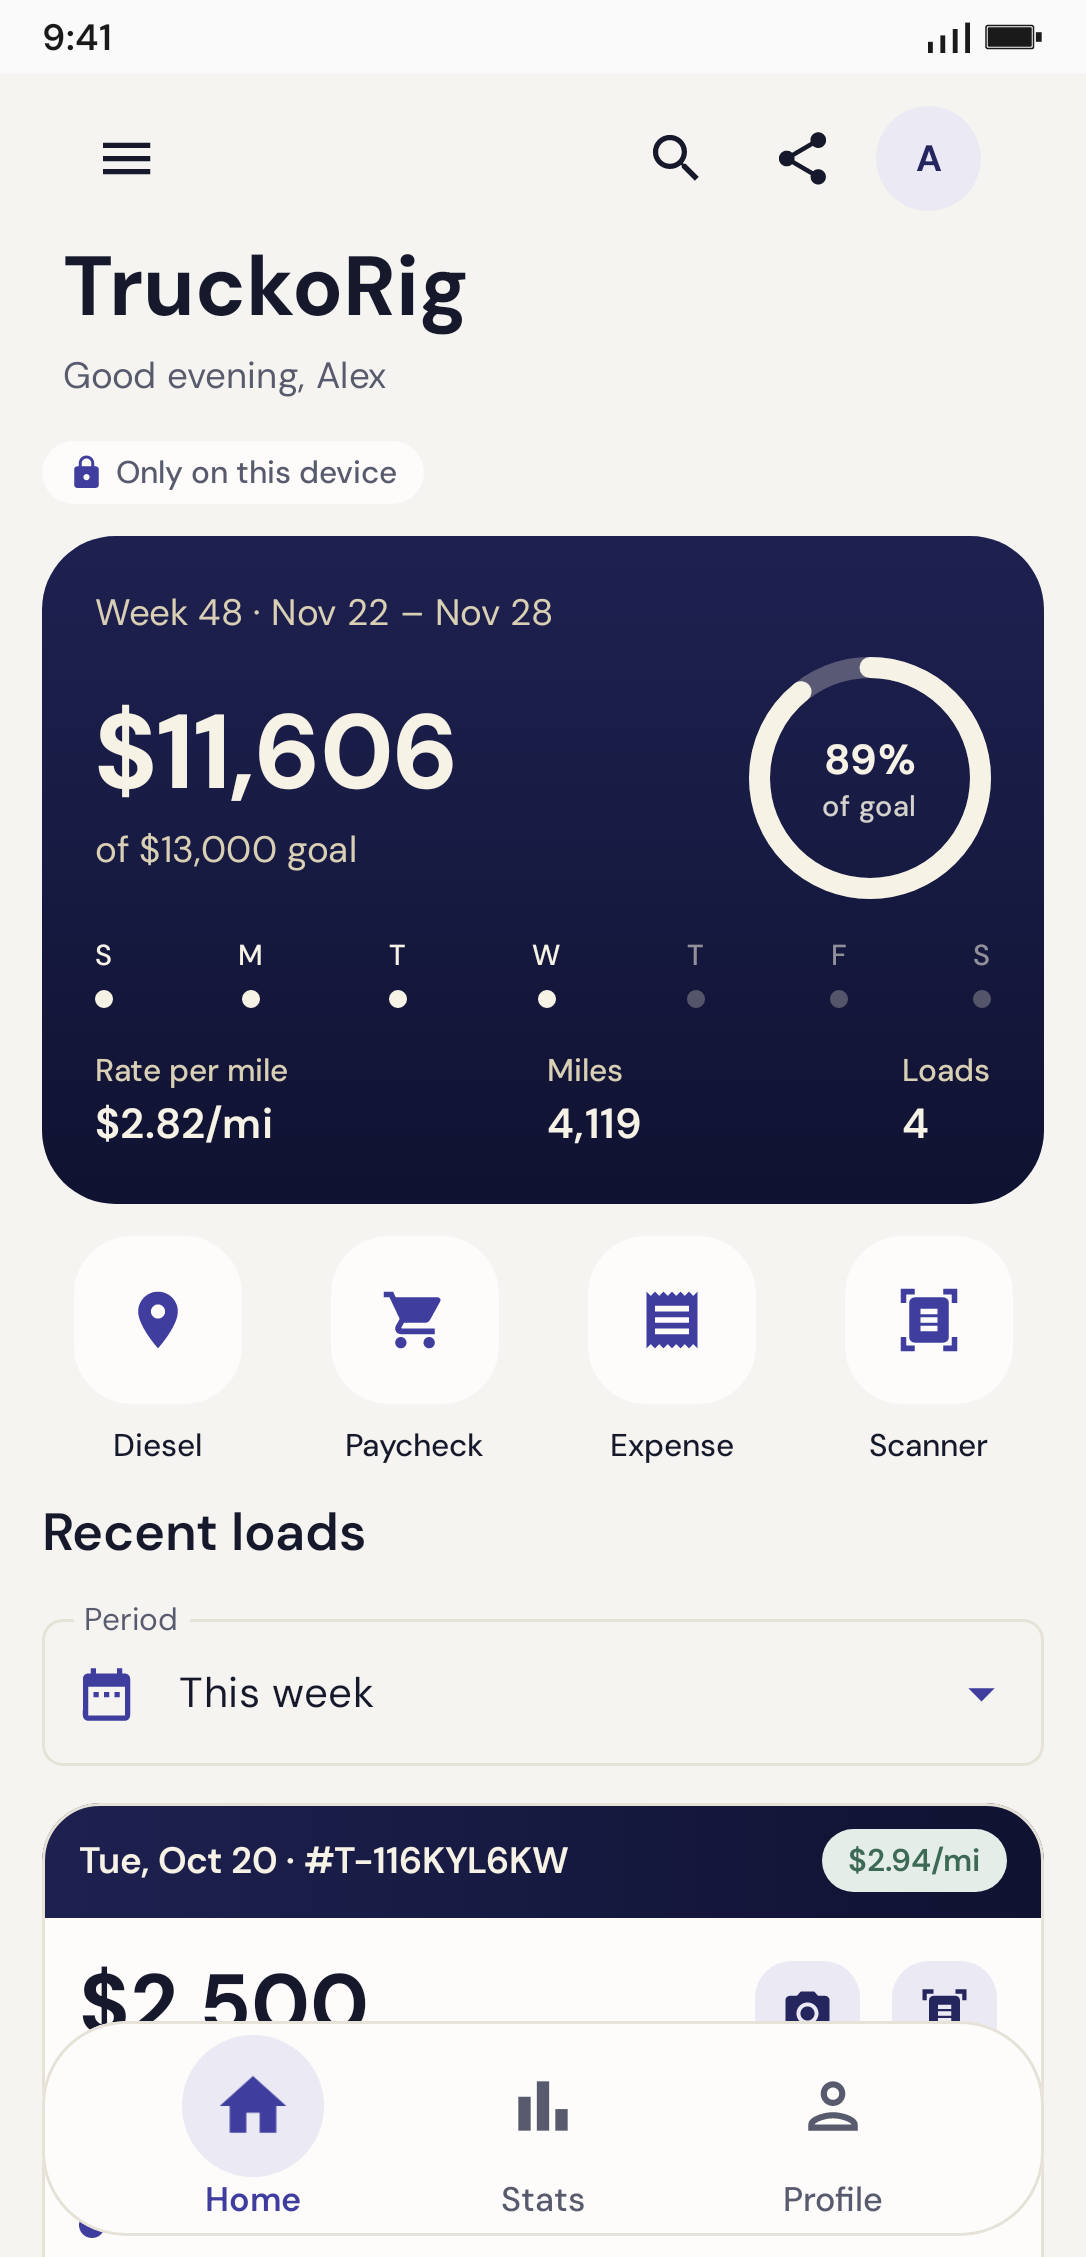 9:41
A
TruckoRig
Good evening, Alex
Only on this device
Week 48 · Nov 22 – Nov 28
$11,606
of $13,000 goal
89%
of goal
S M T W T F S
Rate per mile Miles Loads
$2.82/mi 4,119 4
Diesel Paycheck Expense Scanner
Recent loads
Period
This week
Tue, Oct 20 · #T-116KYL6KW $2.94/mi
$2,500
Home Stats Profile